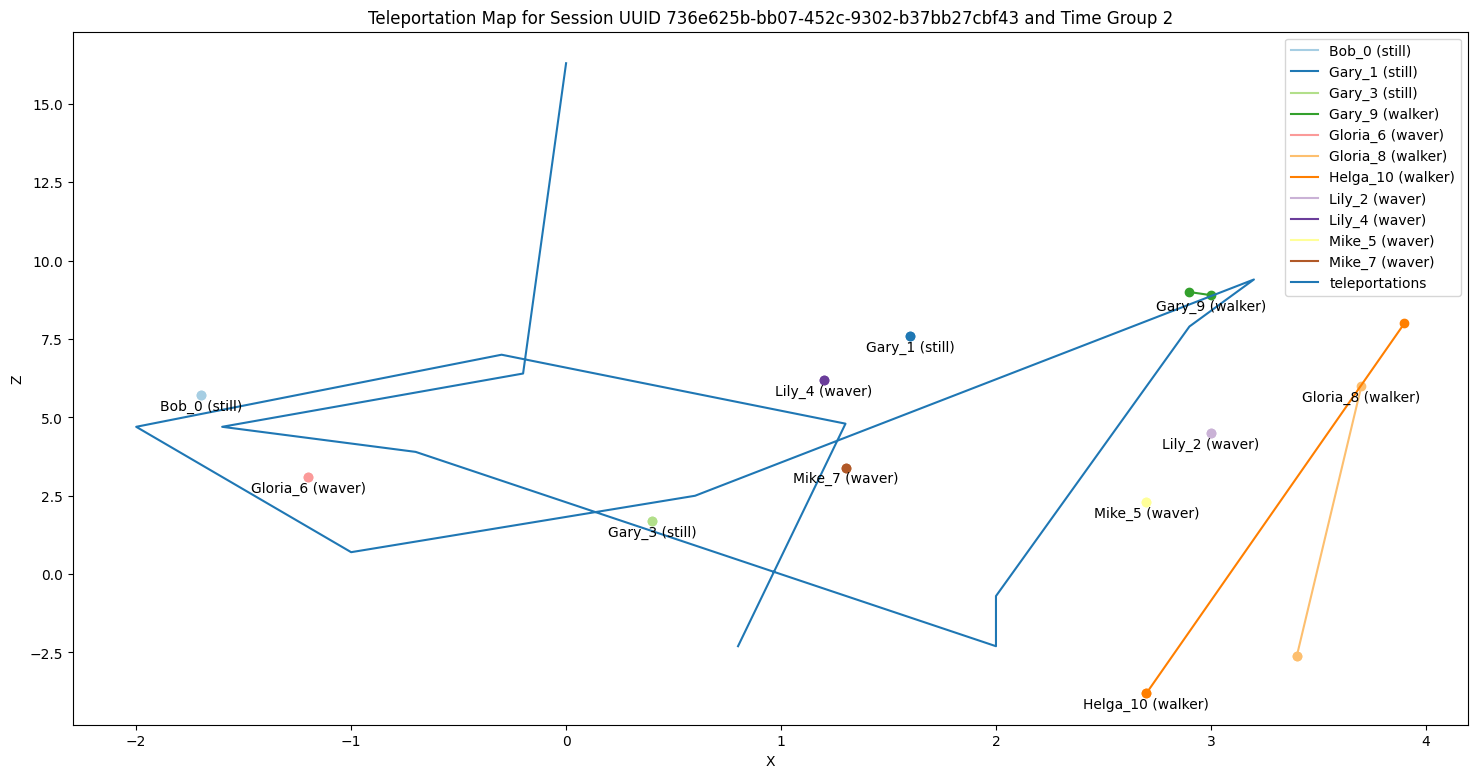 Teleportation Map for Session UUID 736e625b-bb07-452c-9302-b37bb27cbf43 and Time Group 2
Bob_0 (still)
Gary_1 (still)
Gary_3 (still)
Gary_9 (walker)
Gloria_6 (waver)
Gloria_8 (walker)
Helga_10 (walker)
Lily_2 (waver)
Lily_4 (waver)
Mike_5 (waver)
Mike_7 (waver)
teleportations
15.0
12.5
10.0
7.5
5.0
2.5
0.0
−2.5
Z
Gary_9 (walker)
Gary_1 (still)
Lily_4 (waver)
Gloria_8 (walker)
Bob_0 (still)
Lily_2 (waver)
Mike_7 (waver)
Gloria_6 (waver)
Mike_5 (waver)
Gary_3 (still)
Helga_10 (walker)
−2
−1
0
1
2
3
4
X